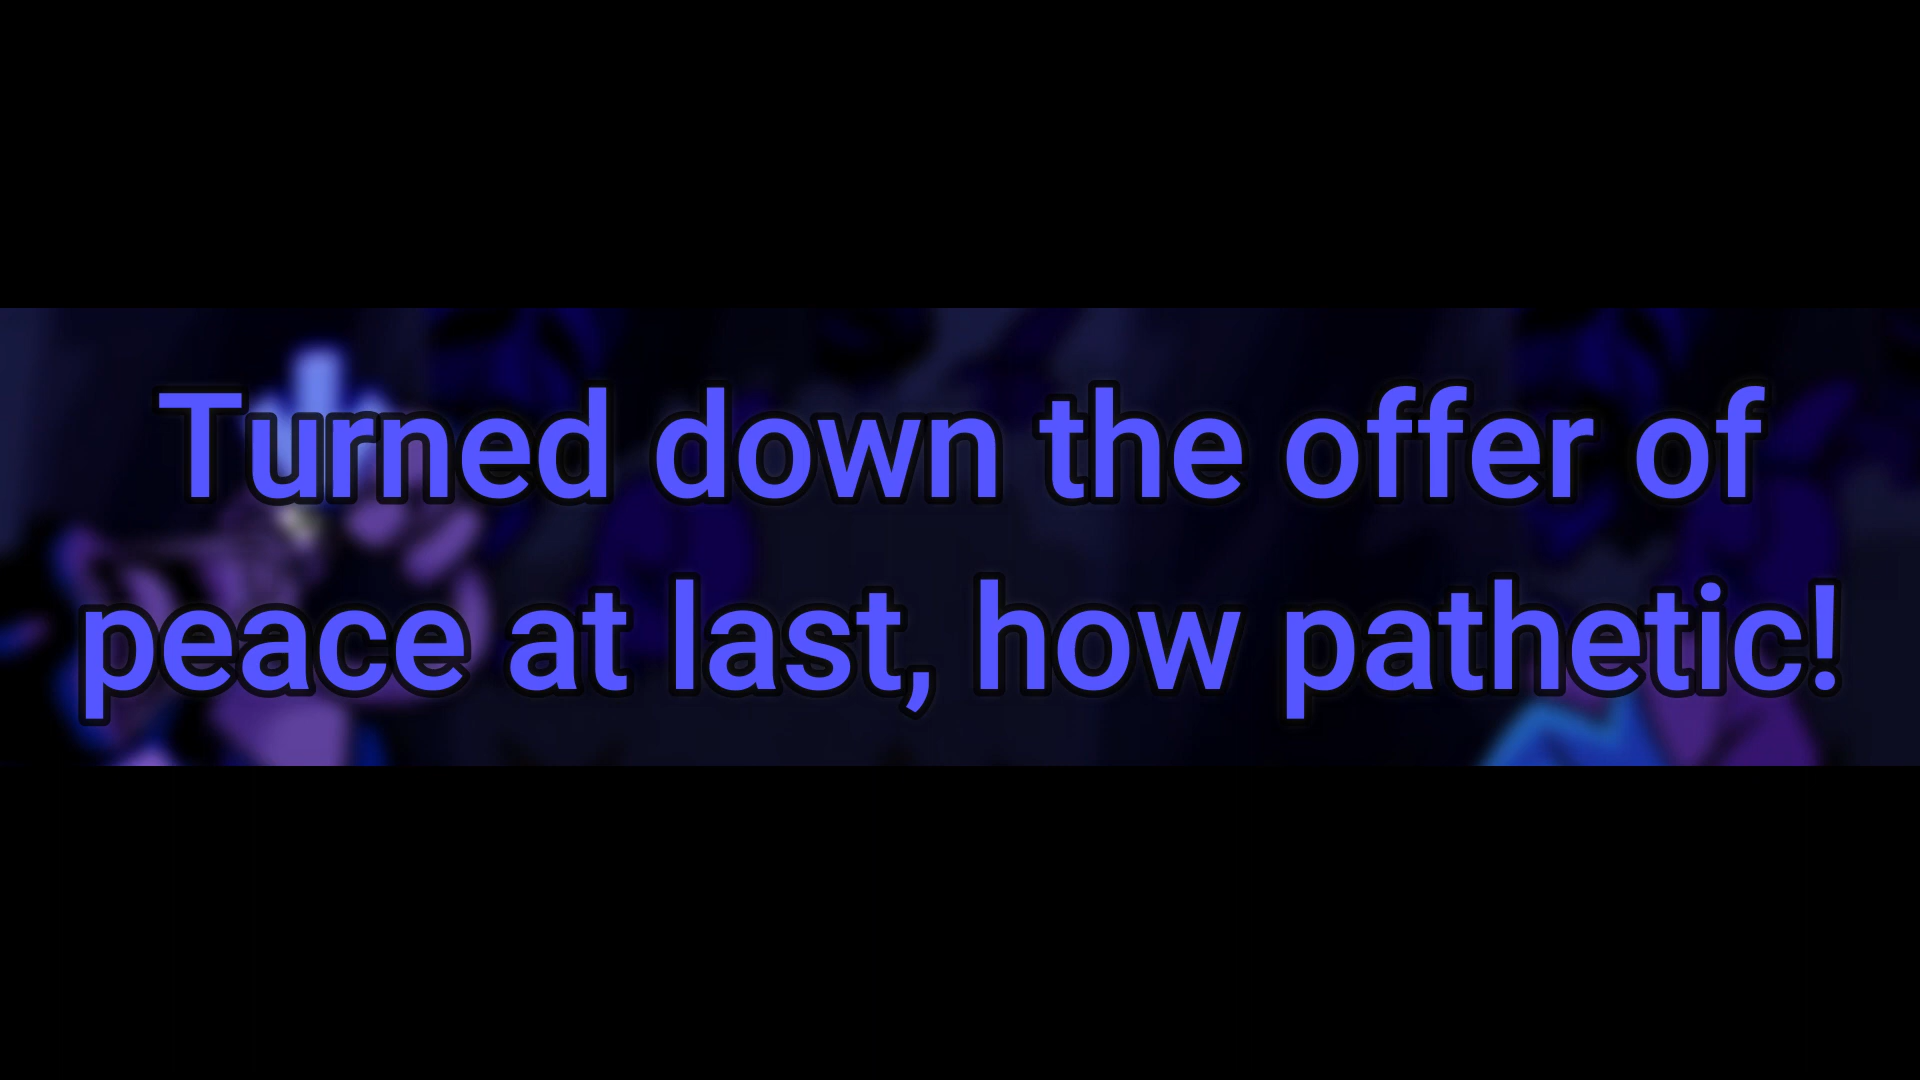 Turned down the offer of
peace at last, how pathetic!